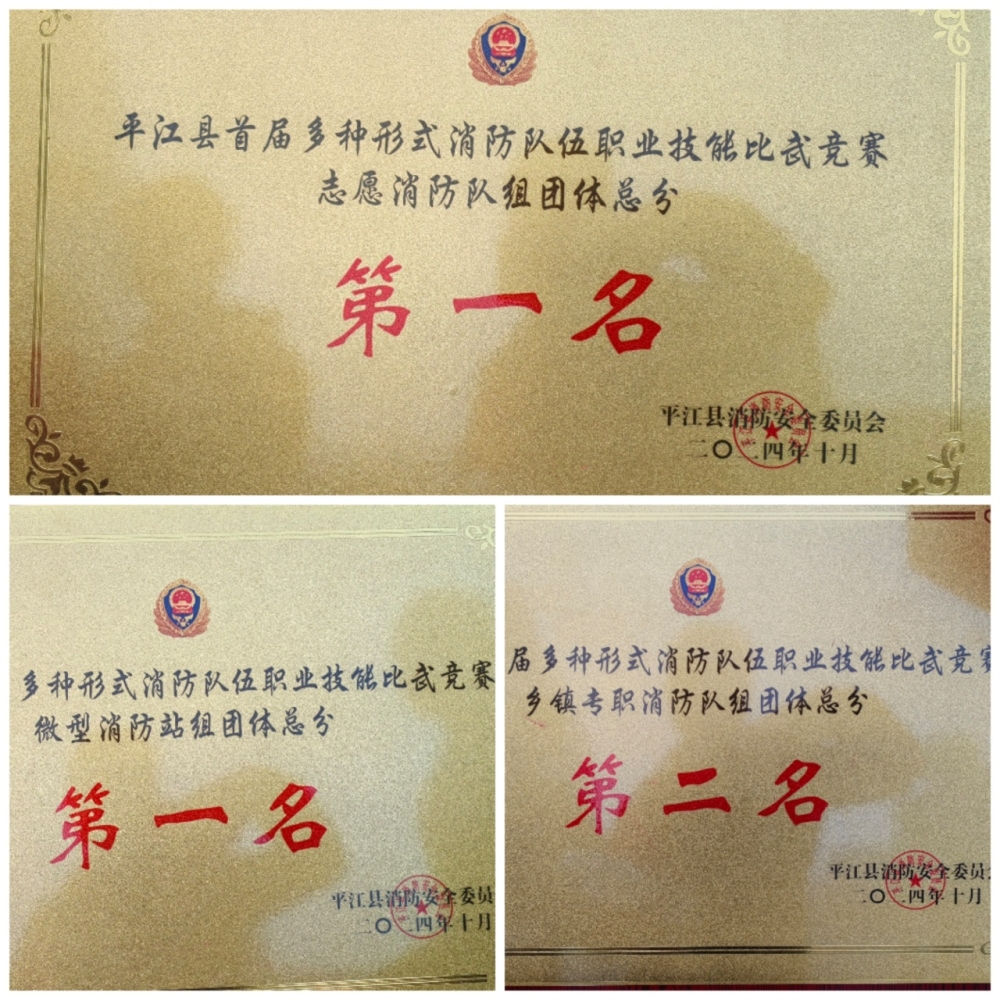 平江县首届多种形式消防队伍职业技能比武竞赛
志愿消防队组团体总分
第一名
平江县消防安全委员会
二〇二四年十月
多种形式消防队伍职业技能比武竞赛
微型消防站组团体总分
第一名
平江县消防安全委员
二〇二四年十月
届多种形式消防队伍职业技能比武竞
乡镇专职消防队组团体总分
第二名
平江县消防安全委员
二〇二四年十月